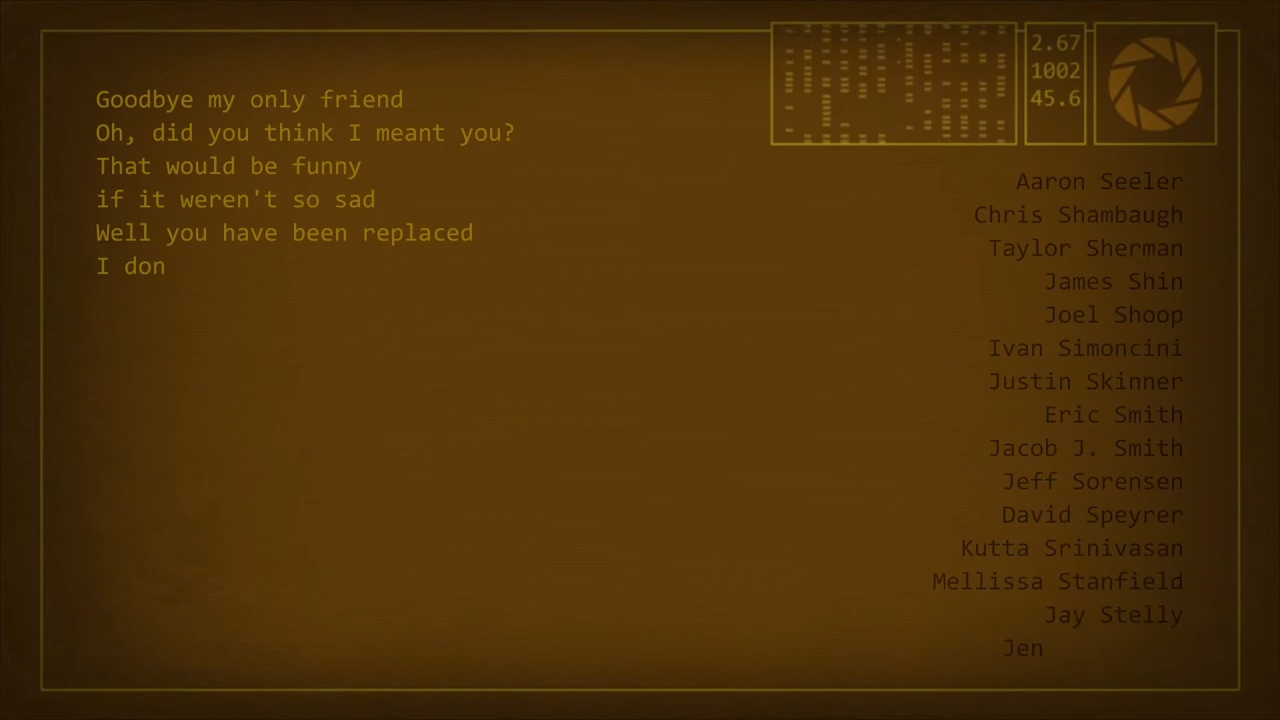 Goodbye my only friend
Oh, did you think I meant you?
That would be funny
if it weren't so sad
Well you have been replaced
I don
2.67
1002
45.6
Aaron Seeler
Chris Shambaugh
Taylor Sherman
James Shin
Joel Shoop
Ivan Simoncini
Justin Skinner
Eric Smith
Jacob J. Smith
Jeff Sorensen
David Speyrer
Kutta Srinivasan
Mellissa Stanfield
Jay Stelly
Jen